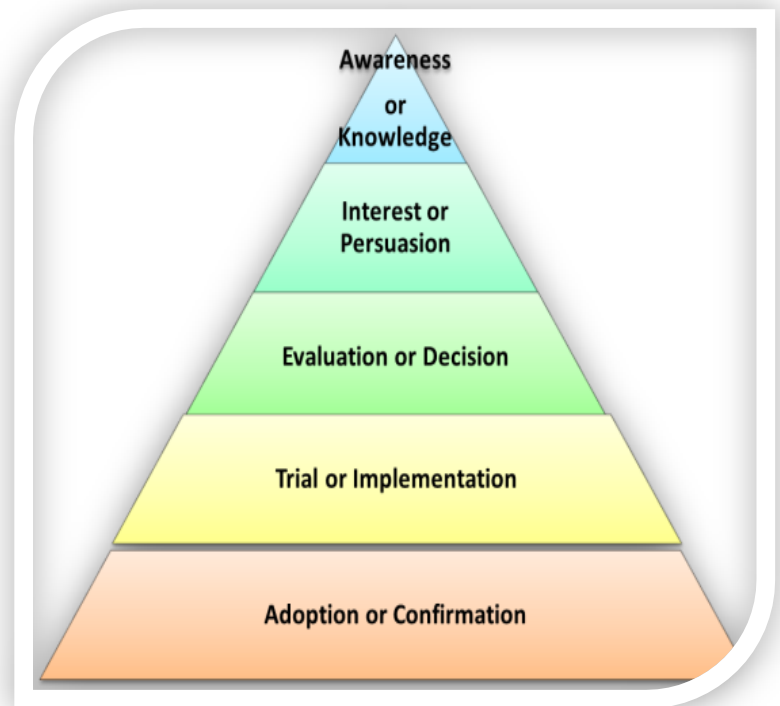 Awareness
or
Knowledge
Interest or
Persuasion
Evaluation or Decision
Trial or Implementation
Adoption or Confirmation